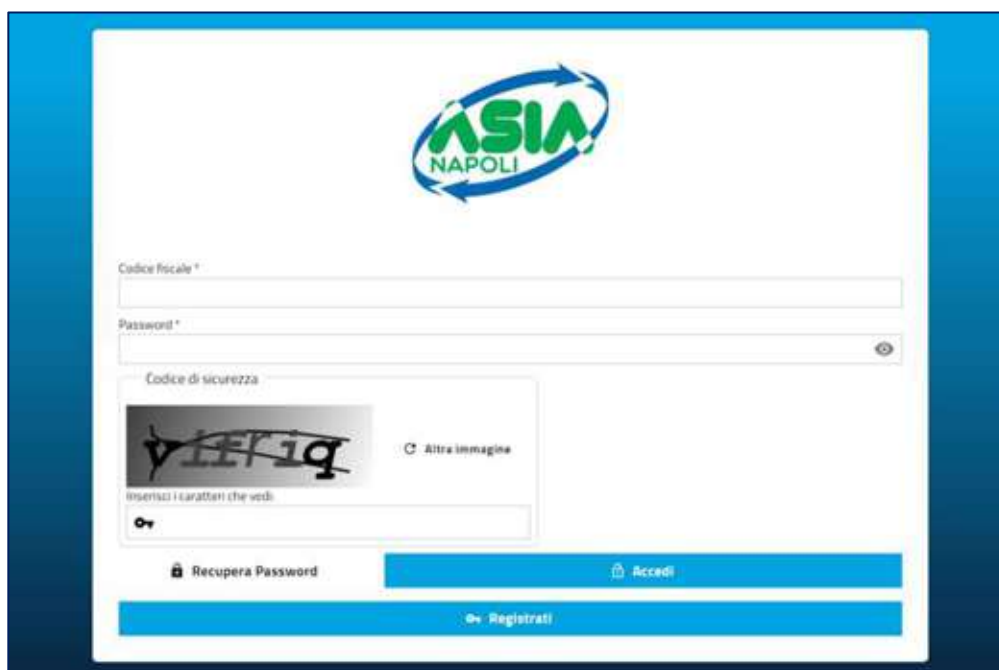 ASIA
NAPOLI
Codice fiscale *
Password *
Codice di sicurezza
Altra immagine
Inserisci i caratteri che vedi:
Recupera Password
Accedi
Registrati